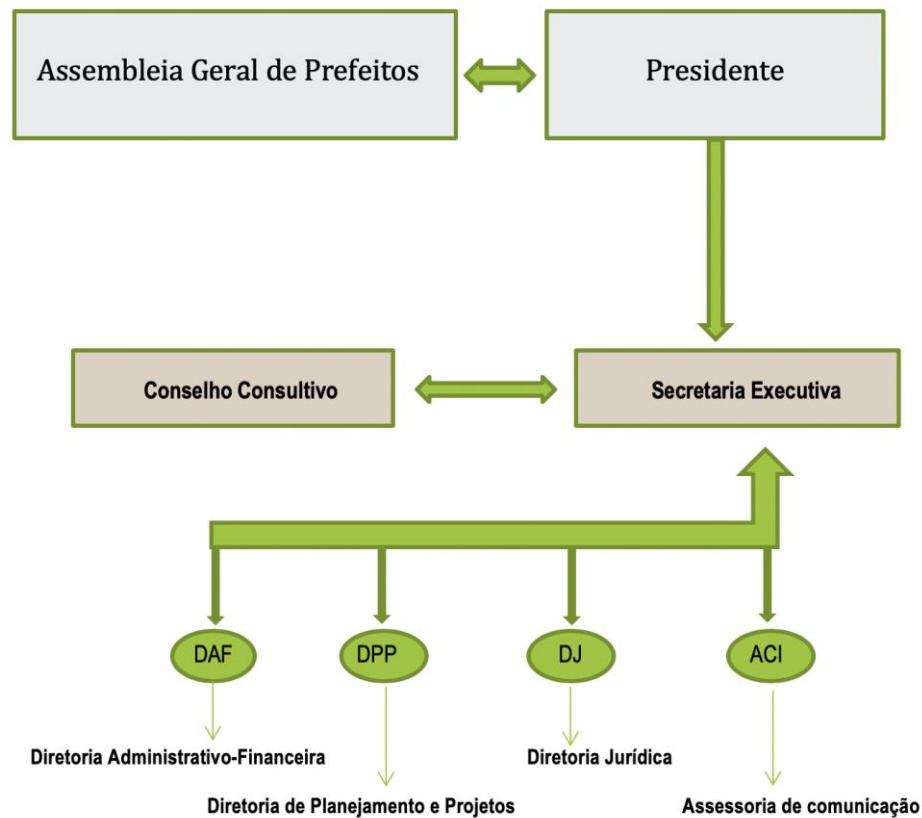 Assembleia Geral de Prefeitos
Presidente
Conselho Consultivo
Secretaria Executiva
DAF
DPP
DJ
ACI
Diretoria Administrativo-Financeira
Diretoria Jurídica
Diretoria de Planejamento e Projetos
Assessoria de comunicação